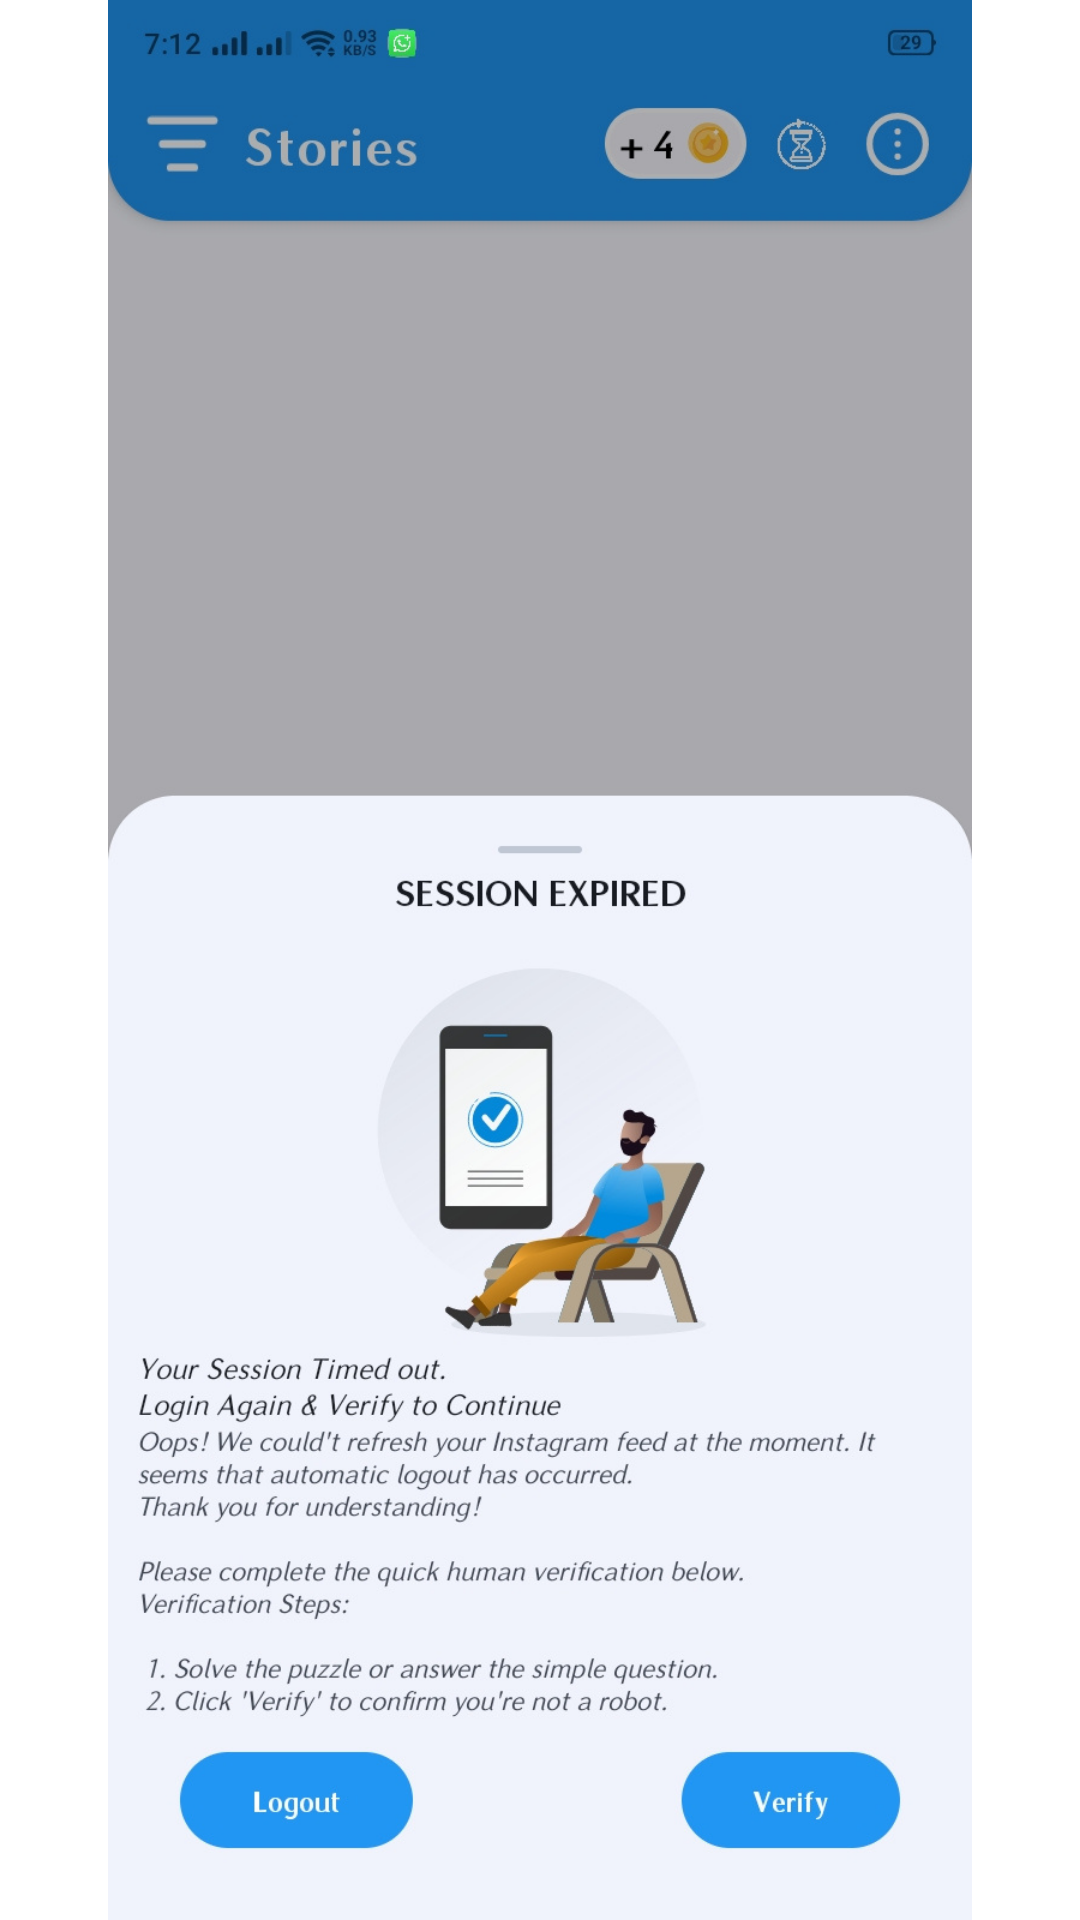 7:12 0.93 KB/S 29
Stories +4
SESSION EXPIRED
Your Session Timed out.
Login Again & Verify to Continue
Oops! We could't refresh your Instagram feed at the moment. It
seems that automatic logout has occurred.
Thank you for understanding!
Please complete the quick human verification below.
Verification Steps:
1. Solve the puzzle or answer the simple question.
2. Click 'Verify' to confirm you're not a robot.
Logout Verify